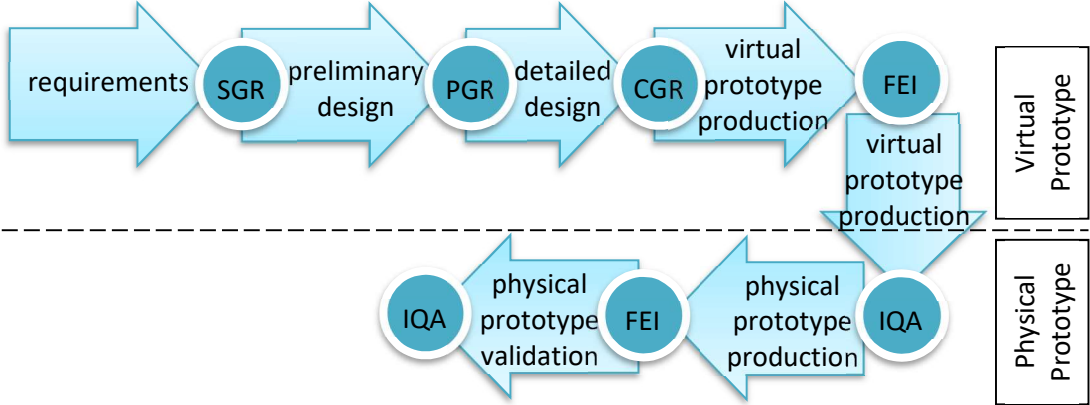 requirements
SGR
preliminary
design
PGR
detailed
design
CGR
virtual
prototype
production
FEI
virtual
prototype
production
Virtual
Prototype
IQA
physical
prototype
production
FEI
physical
prototype
validation
IQA
Physical
Prototype